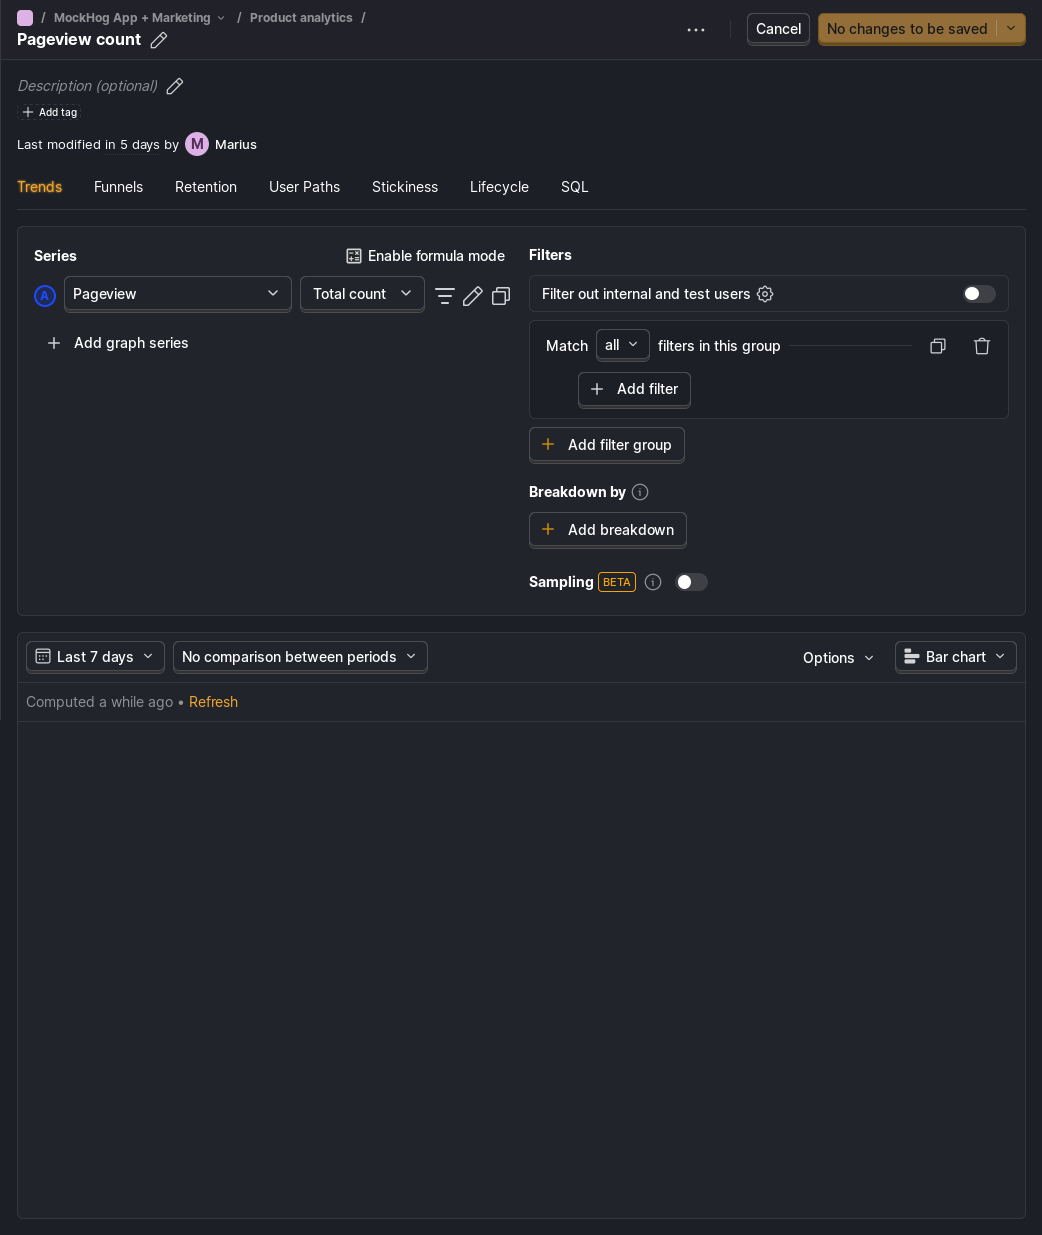 / MockHog App + Marketing / Product analytics /
Pageview count
Cancel
No changes to be saved
Description (optional)
Add tag
Last modified in 5 days by M Marius
Trends Funnels Retention User Paths Stickiness Lifecycle SQL
Series
Enable formula mode
A Pageview Total count
Add graph series
Filters
Filter out internal and test users
Match all filters in this group
Add filter
Add filter group
Breakdown by
Add breakdown
Sampling BETA
Last 7 days No comparison between periods Options Bar chart
Computed a while ago • Refresh